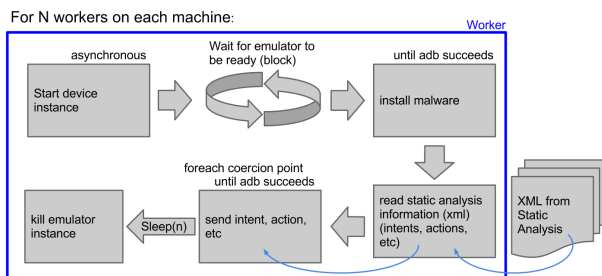 For N workers on each machine:
Worker
asynchronous
Wait for emulator to
be ready (block)
until adb succeeds
Start device
instance
install malware
foreach coercion point
until adb succeeds
kill emulator
instance
Sleep(n)
send intent, action,
etc
read static analysis
information (xml)
(intents, actions,
etc)
XML from
Static
Analysis